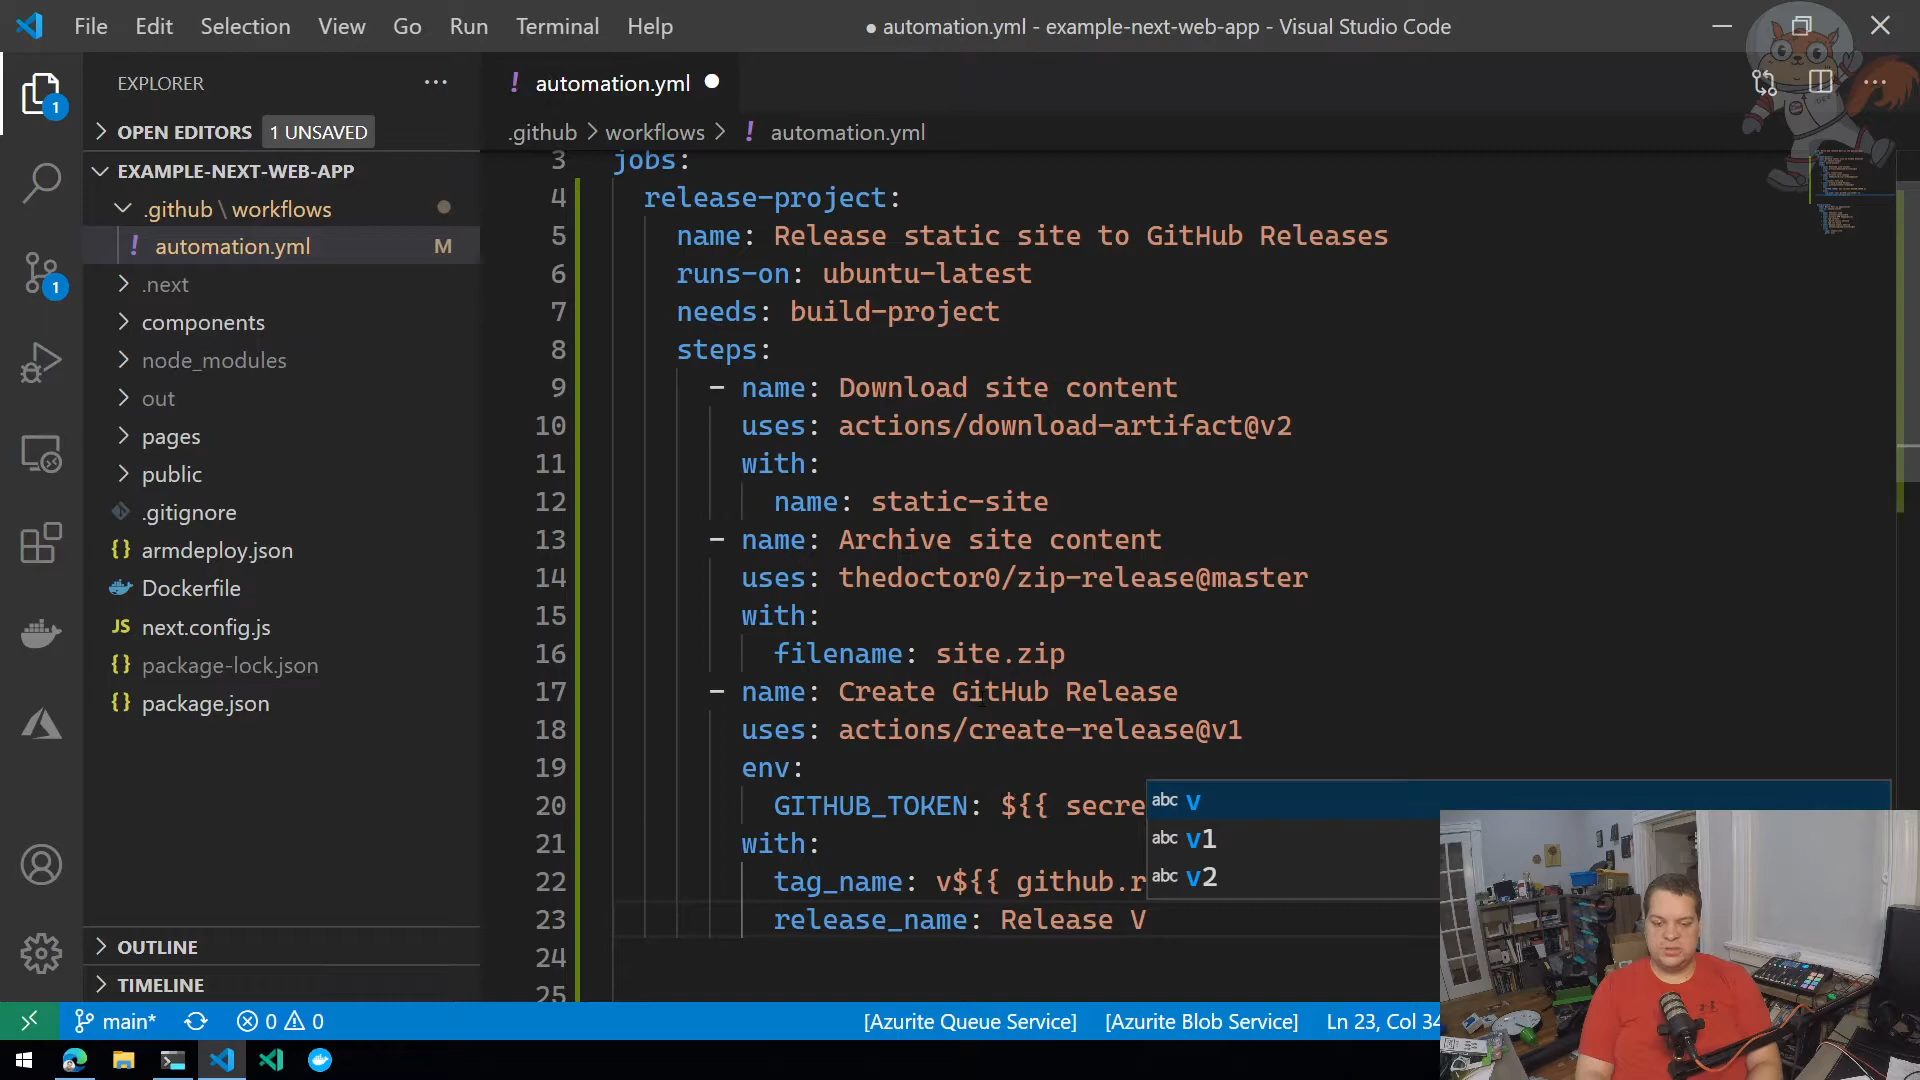 File Edit Selection View Go Run Terminal Help
● automation.yml - example-next-web-app - Visual Studio Code
EXPLORER
1
OPEN EDITORS 1 UNSAVED
EXAMPLE-NEXT-WEB-APP
.github \ workflows
! automation.yml M
.next
components
node_modules
out
pages
public
.gitignore
{} armdeploy.json
Dockerfile
JS next.config.js
{} package-lock.json
{} package.json
OUTLINE
TIMELINE
1
! automation.yml
.github > workflows > ! automation.yml
3 jobs:
4 release-project:
5 name: Release static site to GitHub Releases
6 runs-on: ubuntu-latest
7 needs: build-project
8 steps:
9 - name: Download site content
10 uses: actions/download-artifact@v2
11 with:
12 name: static-site
13 - name: Archive site content
14 uses: thedoctor0/zip-release@master
15 with:
16 filename: site.zip
17 - name: Create GitHub Release
18 uses: actions/create-release@v1
19 env:
20 GITHUB_TOKEN: ${{ secre
21 with:
22 tag_name: v${{ github.r
23 release_name: Release V
24
25
abc v
abc v1
abc v2
main* 0 0 [Azurite Queue Service] [Azurite Blob Service] Ln 23, Col 34